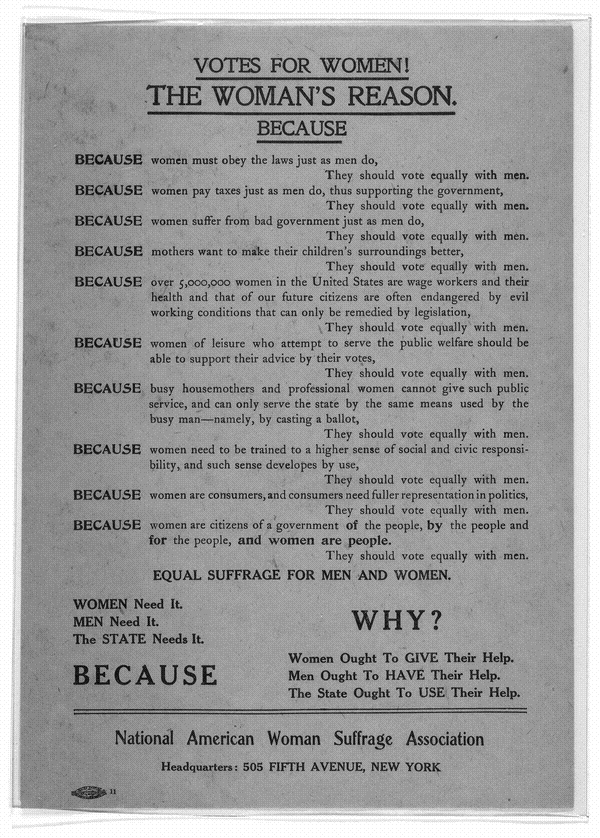 VOTES FOR WOMEN!
THE WOMAN'S REASON.
BECAUSE
BECAUSE women must obey the laws just as men do,
They should vote equally with men.
BECAUSE women pay taxes just as men do, thus supporting the government,
They should vote equally with men.
BECAUSE women suffer from bad government just as men do,
They should vote equally with men.
BECAUSE mothers want to make their children's surroundings better,
They should vote equally with men.
BECAUSE over 5,000,000 women in the United States are wage workers and their
health and that of our future citizens are often endangered by evil
working conditions that can only be remedied by legislation,
They should vote equally with men.
BECAUSE women of leisure who attempt to serve the public welfare should be
able to support their advice by their votes,
They should vote equally with men.
BECAUSE busy housemothers and professional women cannot give such public
service, and can only serve the state by the same means used by the
busy man—namely, by casting a ballot,
They should vote equally with men.
BECAUSE women need to be trained to a higher sense of social and civic responsi-
bility, and such sense developes by use,
They should vote equally with men.
BECAUSE women are consumers, and consumers need fuller representation in politics,
They should vote equally with men.
BECAUSE women are citizens of a government of the people, by the people and
for the people, and women are people.
They should vote equally with men.
EQUAL SUFFRAGE FOR MEN AND WOMEN.
WOMEN Need It.
MEN Need It.
The STATE Needs It.
WHY?
BECAUSE
Women Ought To GIVE Their Help.
Men Ought To HAVE Their Help.
The State Ought To USE Their Help.
National American Woman Suffrage Association
Headquarters: 505 FIFTH AVENUE, NEW YORK
11